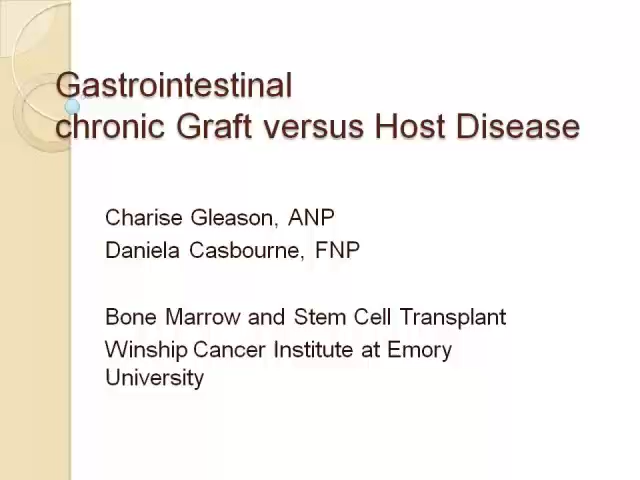 Gastrointestinal
chronic Graft versus Host Disease
Charise Gleason, ANP
Daniela Casbourne, FNP
Bone Marrow and Stem Cell Transplant
Winship Cancer Institute at Emory
University